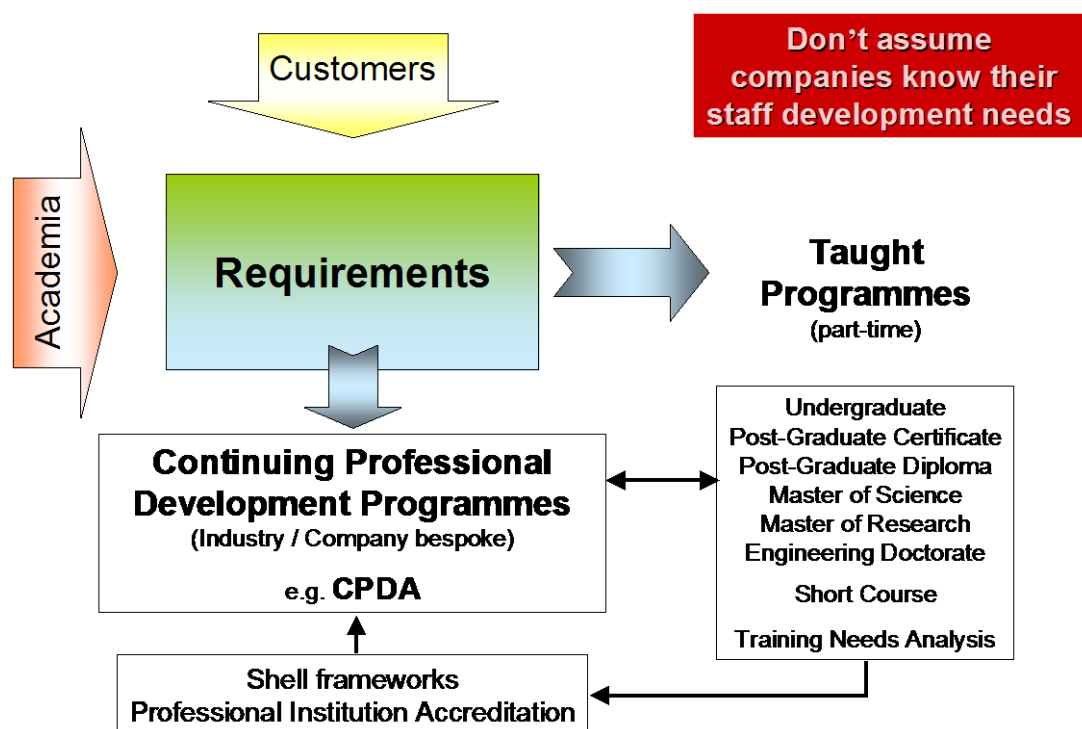 Customers
Don't assume
companies know their
staff development needs
Academia
Requirements
Taught
Programmes
(part-time)
Continuing Professional
Development Programmes
(Industry / Company bespoke)
e.g. CPDA
Undergraduate
Post-Graduate Certificate
Post-Graduate Diploma
Master of Science
Master of Research
Engineering Doctorate
Short Course
Training Needs Analysis
Shell frameworks
Professional Institution Accreditation